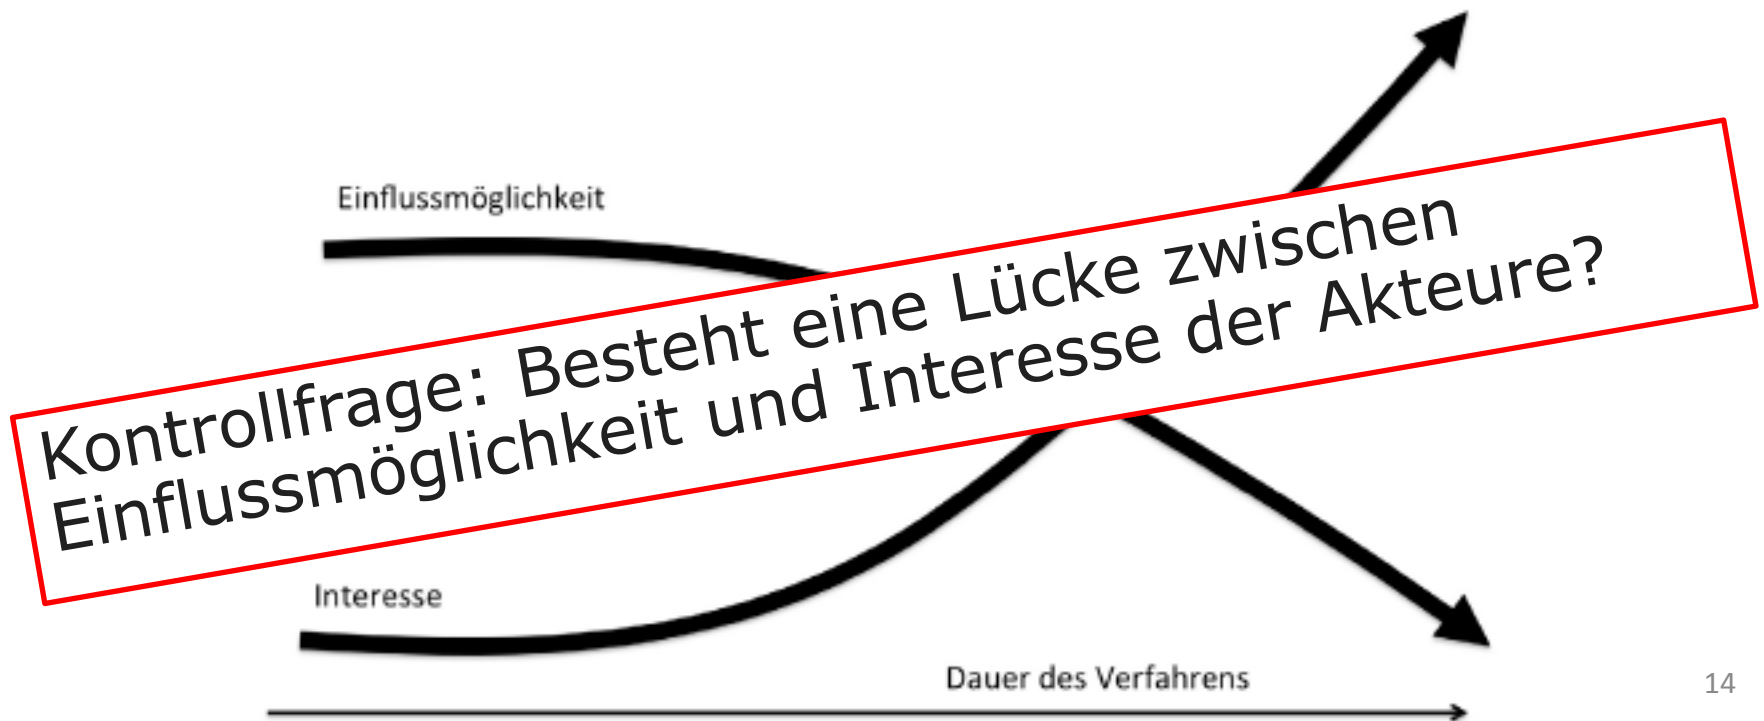 Einflussmöglichkeit
Kontrollfrage: Besteht eine Lücke zwischen
Einflussmöglichkeit und Interesse der Akteure?
Interesse
Dauer des Verfahrens
14